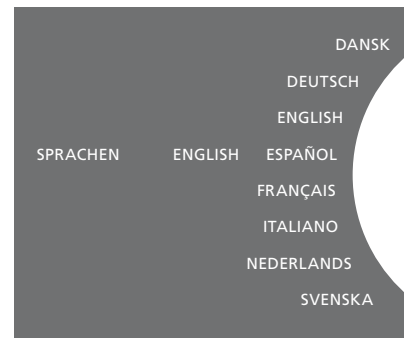 DANSK
DEUTSCH
ENGLISH
SPRACHEN ENGLISH ESPAÑOL
FRANÇAIS
ITALIANO
NEDERLANDS
SVENSKA